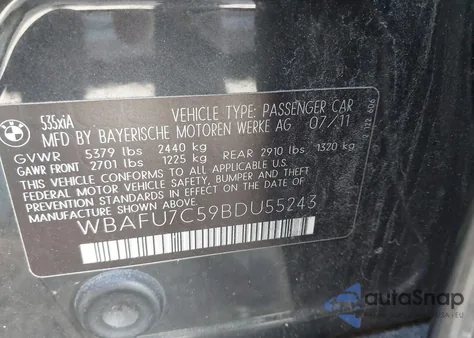 BMW
535xiA
VEHICLE TYPE: PASSENGER CAR
MFD BY BAYERISCHE MOTOREN WERKE AG 07/11
GVWR 5379 lbs 2440 kg
GAWR FRONT 2701 lbs 1225 kg REAR 2910 lbs 1320 kg
THIS VEHICLE CONFORMS TO ALL APPLICABLE
FEDERAL MOTOR VEHICLE SAFETY, BUMPER AND THEFT
PREVENTION STANDARDS IN EFFECT ON THE DATE OF
MANUFACTURE SHOWN ABOVE.
WBAFU7C59BDU55243
autoSnap